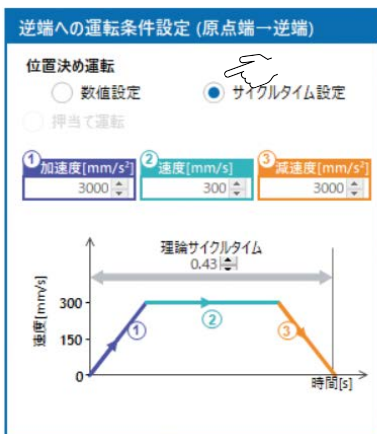 逆端への運転条件設定 (原点端→逆端)
位置決め運転
数値設定
サイクルタイム設定
押当て運転
①加速度[mm/s²]
②速度[mm/s]
③減速度[mm/s²]
3000
300
3000
理論サイクルタイム
0.43
速度[mm/s]
300
150
0
①
②
③
時間[s]